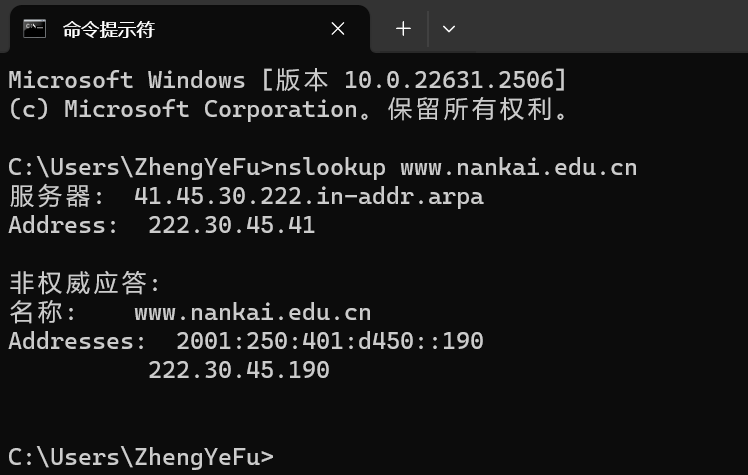 命令提示符
Microsoft Windows [版本 10.0.22631.2506]
(c) Microsoft Corporation。保留所有权利。
C:\Users\ZhengYeFu>nslookup www.nankai.edu.cn
服务器:  41.45.30.222.in-addr.arpa
Address:  222.30.45.41
非权威应答:
名称:    www.nankai.edu.cn
Addresses:  2001:250:401:d450::190
          222.30.45.190
C:\Users\ZhengYeFu>